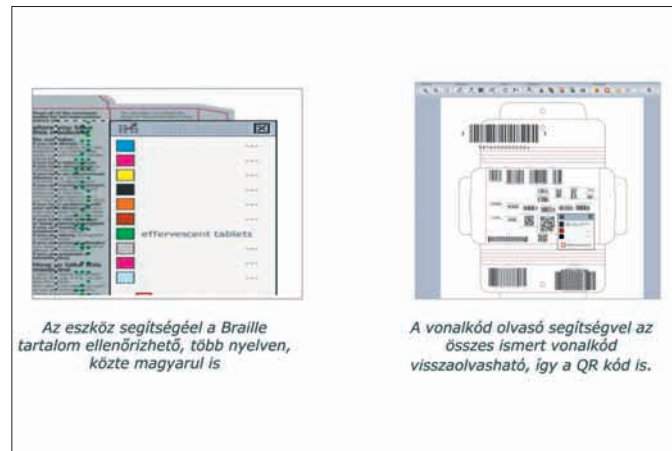 effervescent tablets
Az eszköz segítségéel a Braille
tartalom ellenőrizhető, több nyelven,
közte magyarul is
A vonalkód olvasó segítségvel az
összes ismert vonalkód
visszaolvasható, így a QR kód is.